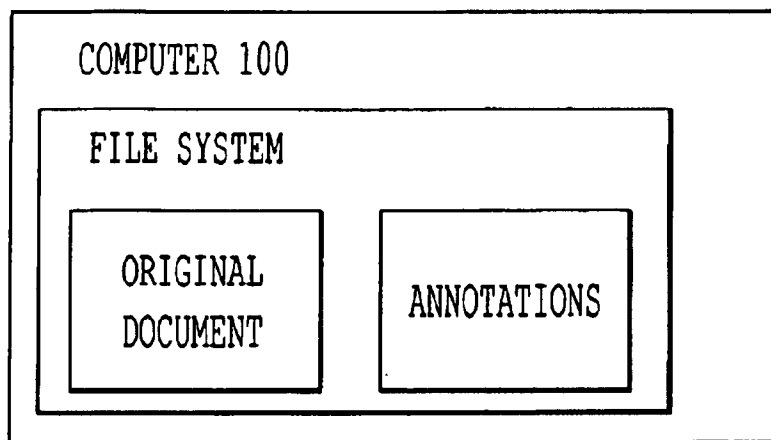 COMPUTER 100
FILE SYSTEM
ORIGINAL
DOCUMENT
ANNOTATIONS